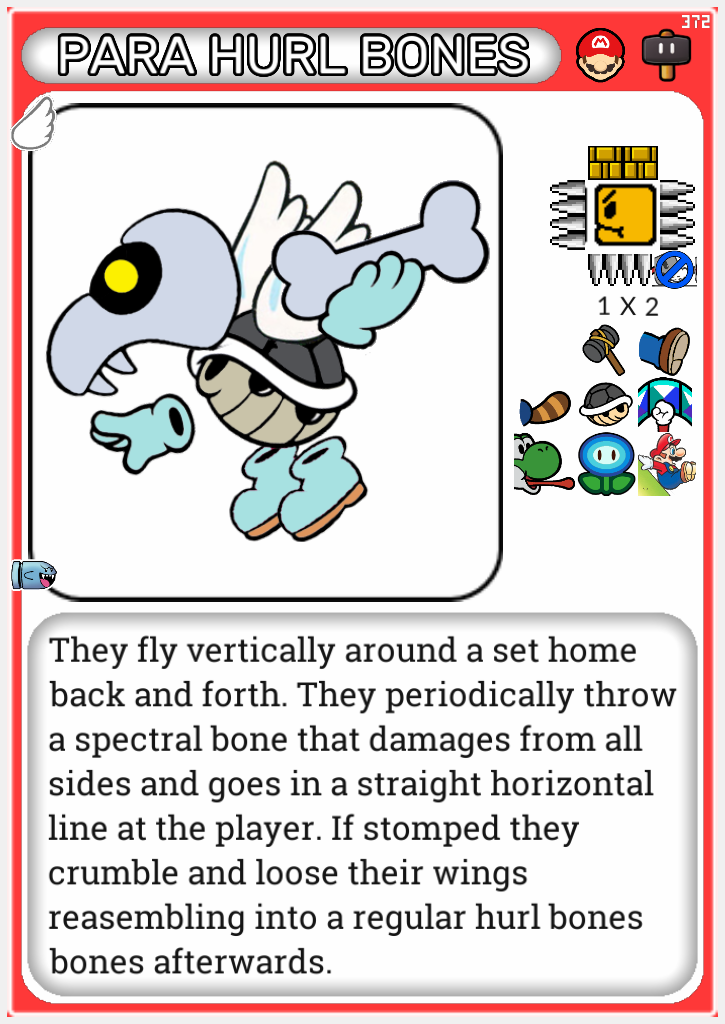 372
PARA HURL BONES
1 X 2
They fly vertically around a set home
back and forth. They periodically throw
a spectral bone that damages from all
sides and goes in a straight horizontal
line at the player. If stomped they
crumble and loose their wings
reasembling into a regular hurl bones
bones afterwards.